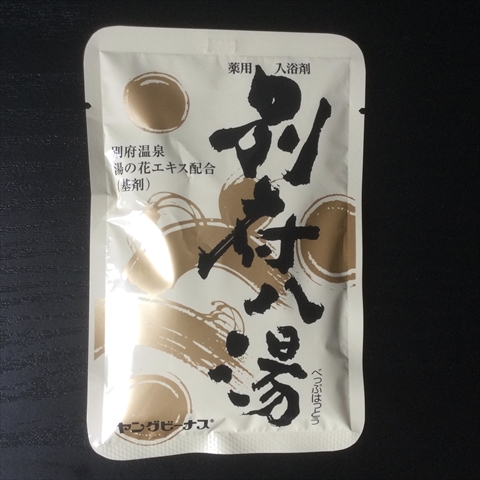 薬用 入浴剤
別府八湯
べっぷはっとう
別府温泉
湯の花エキス配合
(基剤)
ヤングビーナス®